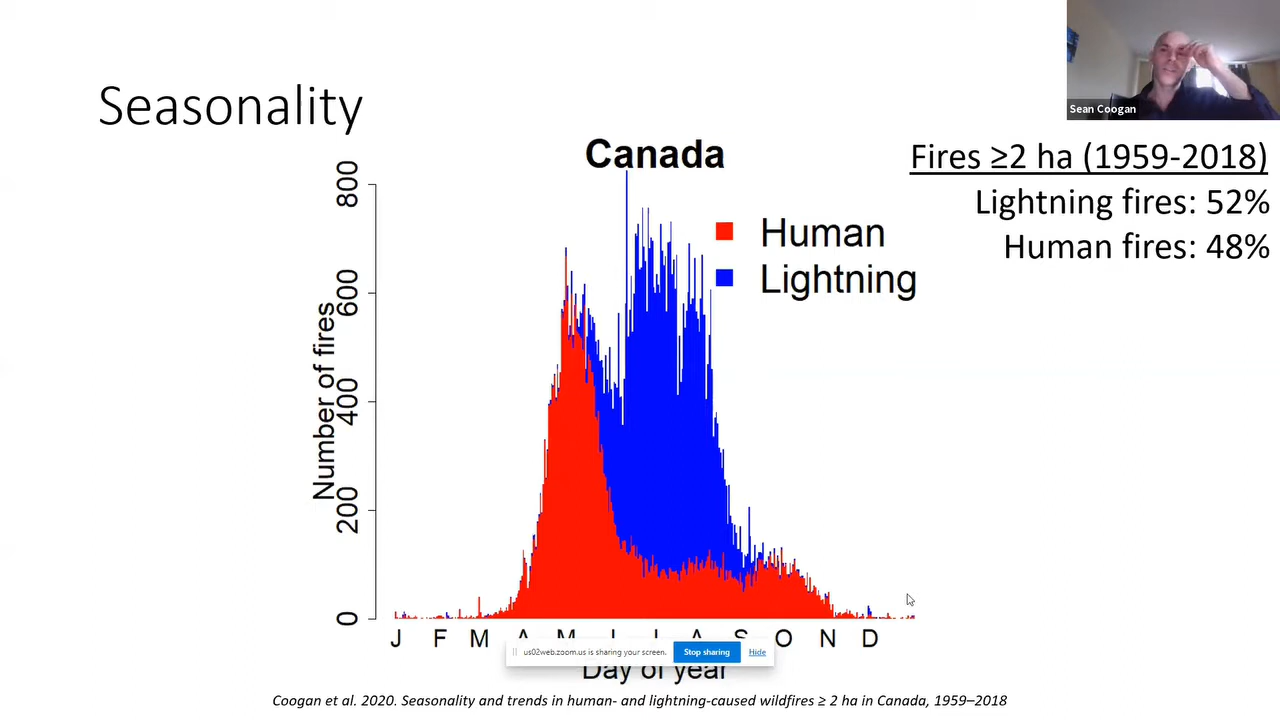 Seasonality
Sean Coogan
Canada
Fires ≥2 ha (1959-2018)
Lightning fires: 52%
Human fires: 48%
Human
Lightning
Number of fires
800
600
400
200
0
J F M A M J J A S O N D
us02web.zoom.us is sharing your screen. Stop sharing Hide
Day of year
Coogan et al. 2020. Seasonality and trends in human- and lightning-caused wildfires ≥ 2 ha in Canada, 1959–2018